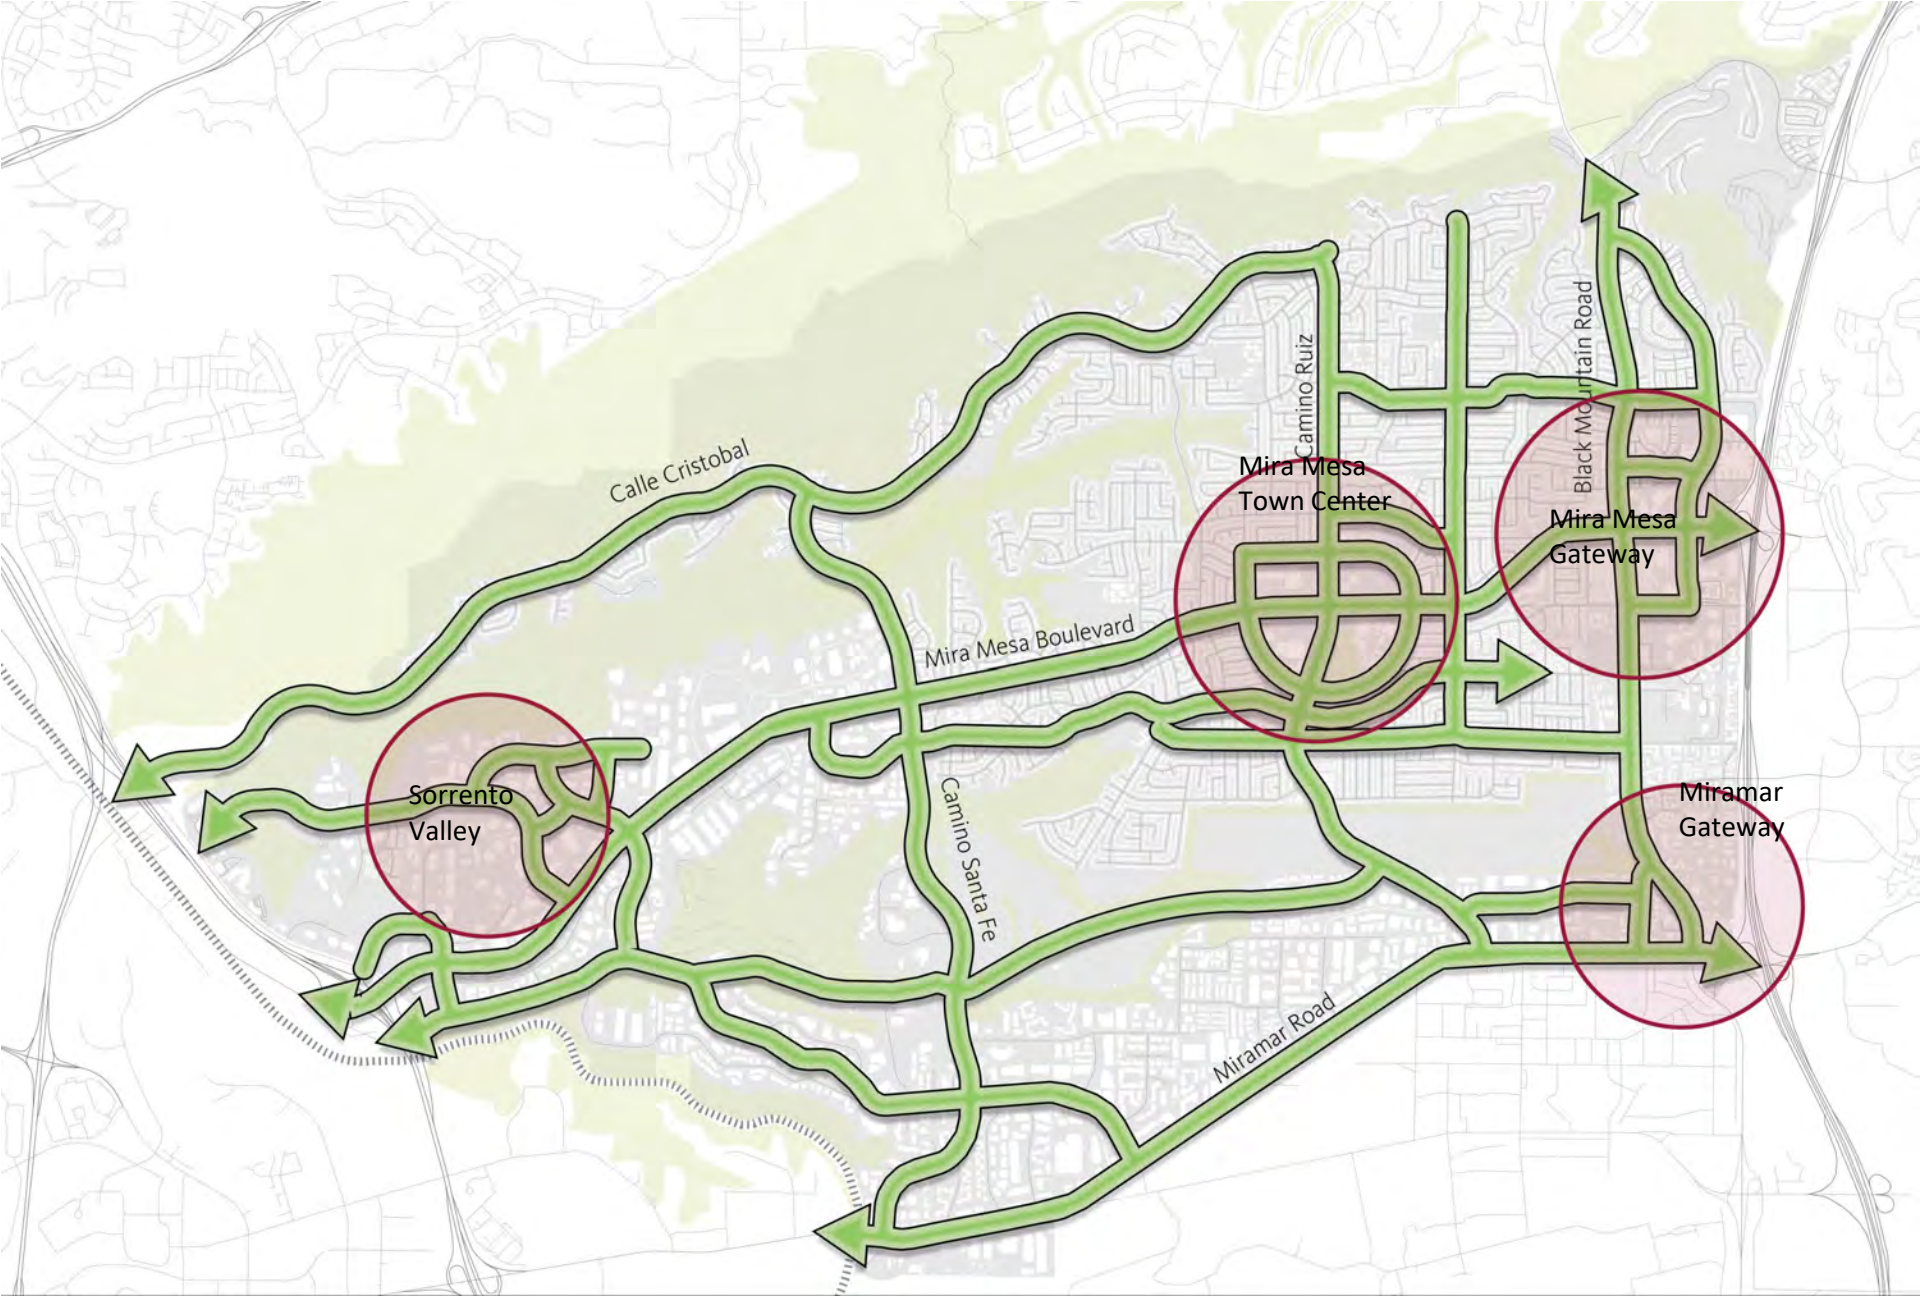 Black Mountain Road
Camino Ruiz
Calle Cristobal
Mira Mesa
Town Center
Mira Mesa
Gateway
Mira Mesa Boulevard
Sorrento
Valley
Camino Santa Fe
Miramar
Gateway
Miramar Road